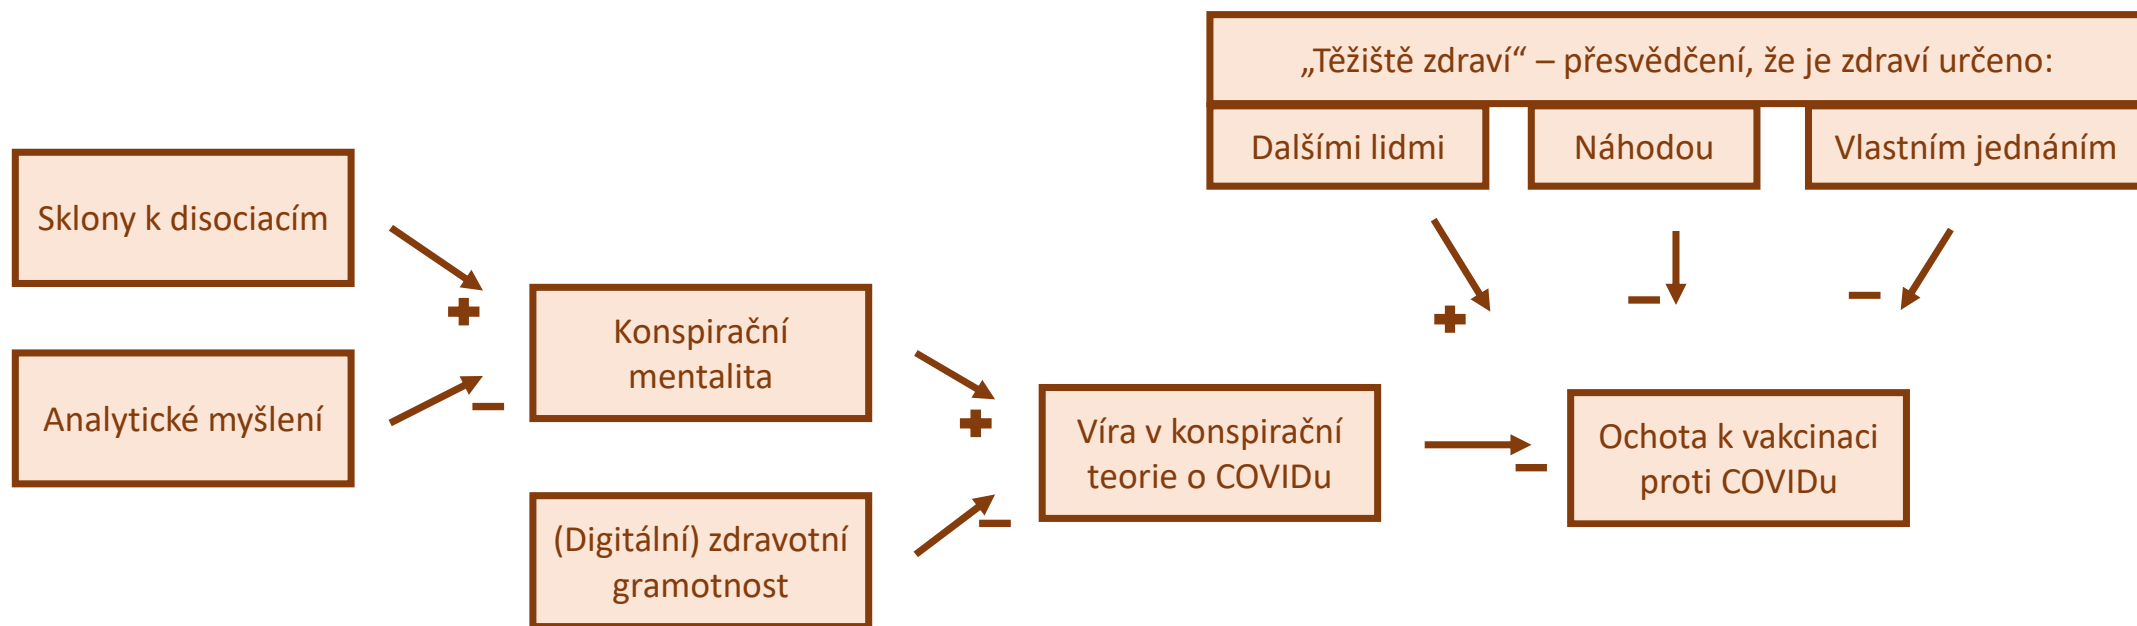 „Těžiště zdraví“ – přesvědčení, že je zdraví určeno:
Dalšími lidmi
Náhodou
Vlastním jednáním
Sklony k disociacím
+
Analytické myšlení
–
Konspirační
mentalita
+
(Digitální) zdravotní
gramotnost
–
Víra v konspirační
teorie o COVIDu
–
+
–
–
Ochota k vakcinaci
proti COVIDu